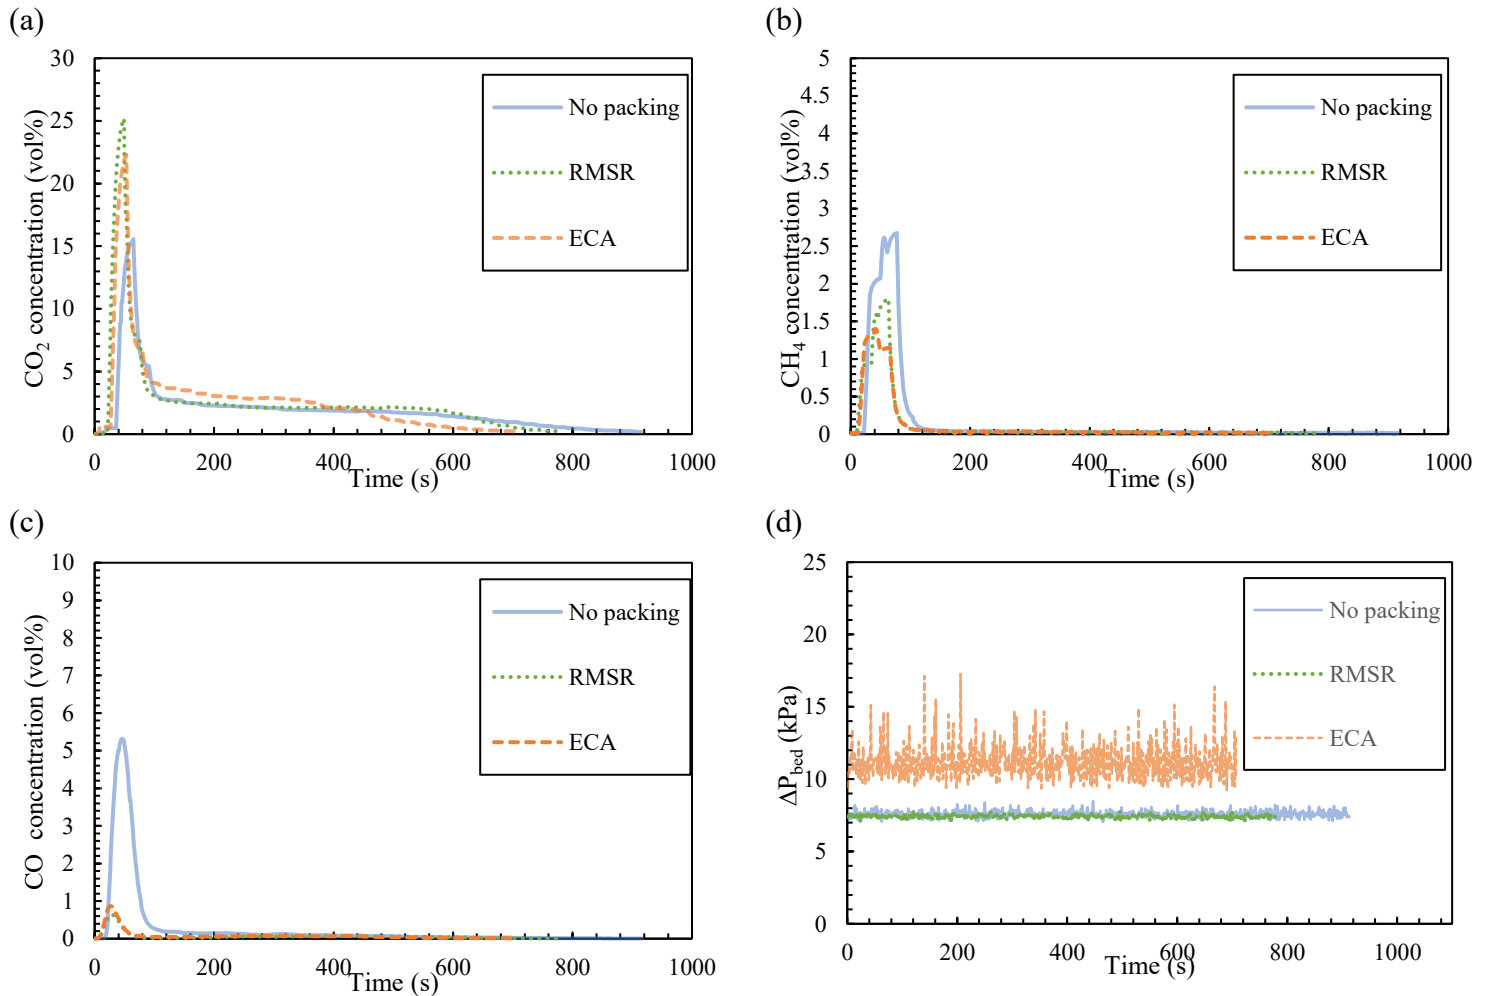 (a)
30
25
20
15
10
5
0
CO2 concentration (vol%)
0 200 400 600 800 1000
Time (s)
No packing
RMSR
ECA
(b)
5
4.5
4
3.5
3
2.5
2
1.5
1
0.5
0
CH4 concentration (vol%)
0 200 400 600 800 1000
Time (s)
No packing
RMSR
ECA
(c)
10
9
8
7
6
5
4
3
2
1
0
CO concentration (vol%)
0 200 400 600 800 1000
Time (s)
No packing
RMSR
ECA
(d)
25
20
15
10
5
0
ΔPbed (kPa)
0 200 400 600 800 1000
Time (s)
No packing
RMSR
ECA